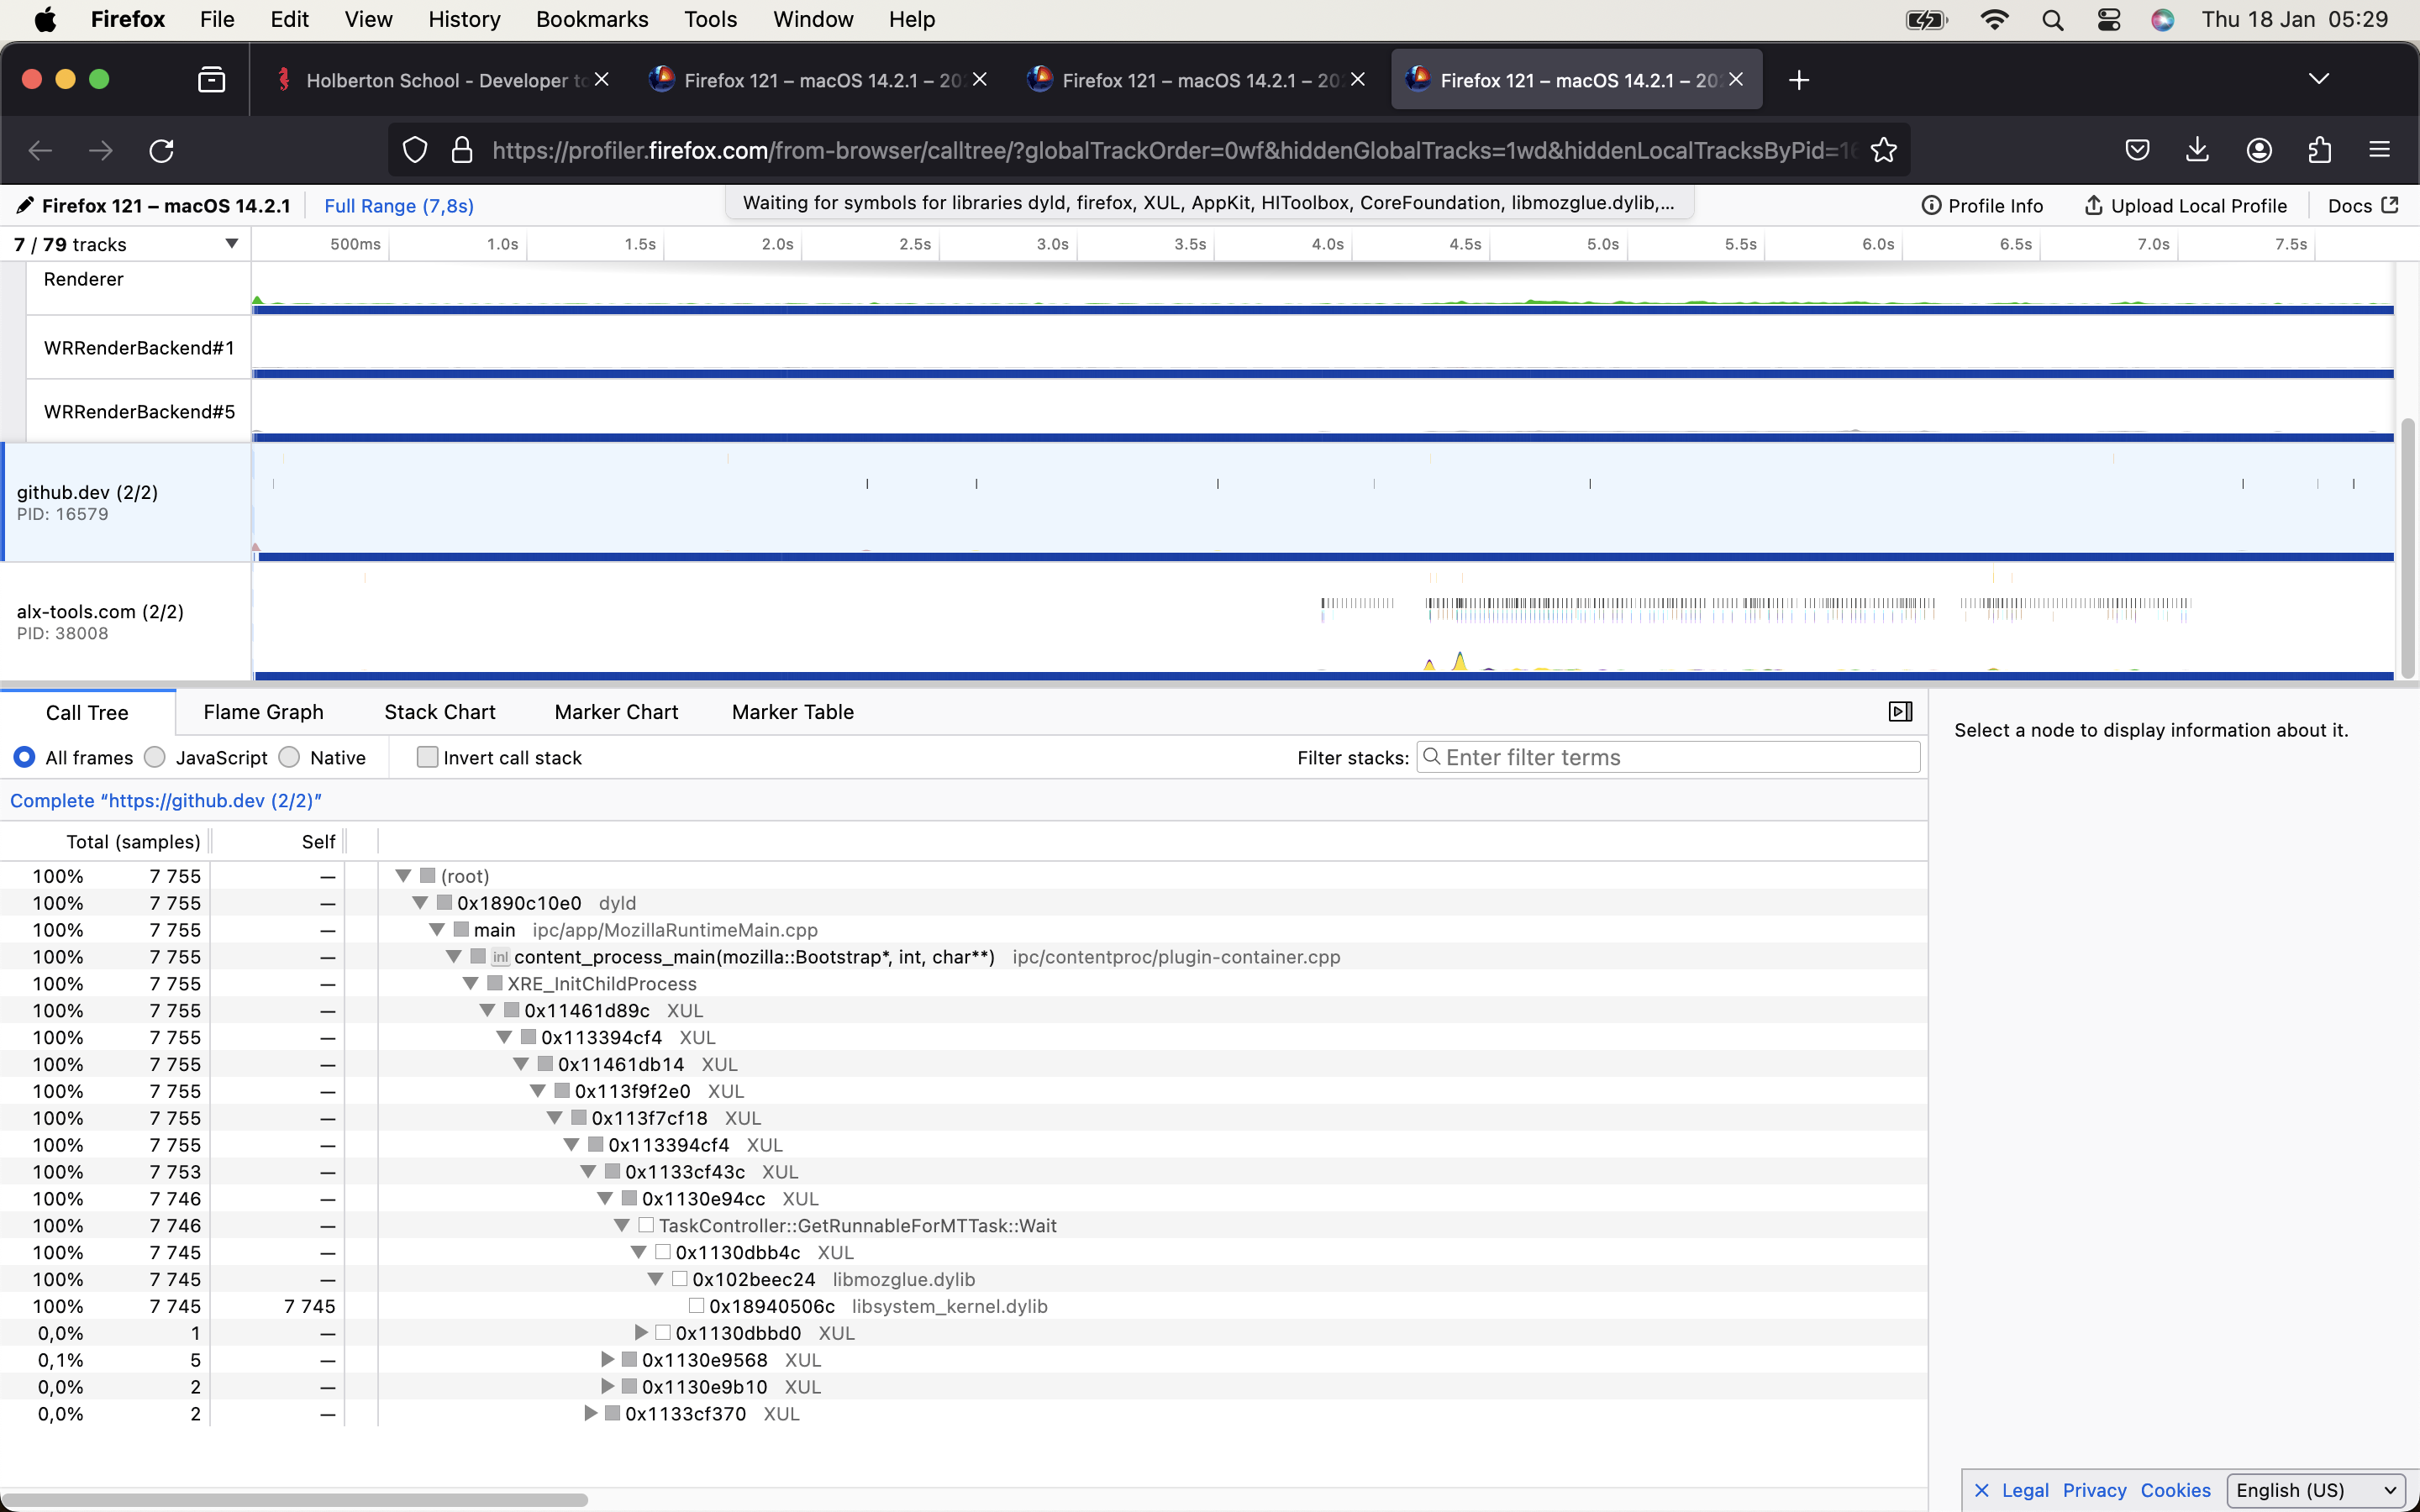 Firefox File Edit View History Bookmarks Tools Window Help Thu 18 Jan 05:29
Holberton School - Developer to Firefox 121 – macOS 14.2.1 – 20 Firefox 121 – macOS 14.2.1 – 20 Firefox 121 – macOS 14.2.1 – 20
https://profiler.firefox.com/from-browser/calltree/?globalTrackOrder=0wf&hiddenGlobalTracks=1wd&hiddenLocalTracksByPid=1
Firefox 121 – macOS 14.2.1 Full Range (7,8s) Waiting for symbols for libraries dyld, firefox, XUL, AppKit, HIToolbox, CoreFoundation, libmozglue.dylib,... Profile Info Upload Local Profile Docs
7 / 79 tracks 500ms 1.0s 1.5s 2.0s 2.5s 3.0s 3.5s 4.0s 4.5s 5.0s 5.5s 6.0s 6.5s 7.0s 7.5s
Renderer
WRRenderBackend#1
WRRenderBackend#5
github.dev (2/2)
PID: 16579
alx-tools.com (2/2)
PID: 38008
Call Tree Flame Graph Stack Chart Marker Chart Marker Table
Select a node to display information about it.
All frames JavaScript Native Invert call stack Filter stacks: Enter filter terms
Complete “https://github.dev (2/2)”
Total (samples) Self
100% 7 755 — (root)
100% 7 755 — 0x1890c10e0 dyld
100% 7 755 — main ipc/app/MozillaRuntimeMain.cpp
100% 7 755 — inl content_process_main(mozilla::Bootstrap*, int, char**) ipc/contentproc/plugin-container.cpp
100% 7 755 — XRE_InitChildProcess
100% 7 755 — 0x11461d89c XUL
100% 7 755 — 0x113394cf4 XUL
100% 7 755 — 0x11461db14 XUL
100% 7 755 — 0x113f9f2e0 XUL
100% 7 755 — 0x113f7cf18 XUL
100% 7 755 — 0x113394cf4 XUL
100% 7 753 — 0x1133cf43c XUL
100% 7 746 — 0x1130e94cc XUL
100% 7 746 — TaskController::GetRunnableForMTTask::Wait
100% 7 745 — 0x1130dbb4c XUL
100% 7 745 — 0x102beec24 libmozglue.dylib
100% 7 745 7 745 0x18940506c libsystem_kernel.dylib
0,0% 1 — 0x1130dbbd0 XUL
0,1% 5 — 0x1130e9568 XUL
0,0% 2 — 0x1130e9b10 XUL
0,0% 2 — 0x1133cf370 XUL
Legal Privacy Cookies English (US)